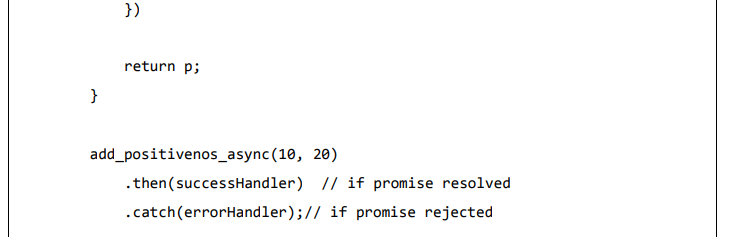 })
return p;
}
add_positivenos_async(10, 20)
.then(successHandler)  // if promise resolved
.catch(errorHandler);// if promise rejected